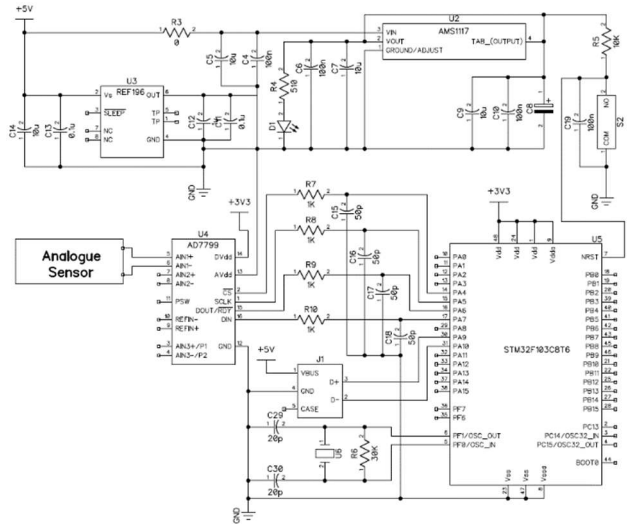 +5V
R3
0
C5
10u
C4
100n
U2
AMS1117
VIN
VOUT
GROUND/ADJUST
TAB_(OUTPUT)
R5
10K
U3
REF196
Vs
OUT
SLEEP
TP
TP
NC
NC
GND
C14
10u
C13
0.1u
C12
C11
0.1u
R4
510
D1
C6
100n
C7
10u
C9
10u
C10
100n
C8
C19
100n
NO
COM
S2
GND
GND
+3V3
+3V3
R7
1K
C15
50p
R8
1K
C16
50p
R9
1K
C17
50p
R10
1K
C18
50p
Analogue
Sensor
U4
AD7799
AIN1+
AIN1-
AIN2+
AIN2-
PSW
REFIN-
REFIN+
AIN3+/P1
AIN3-/P2
DVdd
AVdd
CS
SCLK
DOUT/RDY
DIN
GND
+5V
J1
VBUS
GND
CASE
D+
D-
C29
20p
C30
20p
U6
R6
30K
GND
U5
STM32F103C8T6
Vdd
Vdd
Vdd
Vdda
NRST
PA0
PA1
PA2
PA3
PA4
PA5
PA6
PA7
PA8
PA9
PA10
PA11
PA12
PA13
PA14
PA15
PF7
PF6
PF1/OSC_OUT
PF0/OSC_IN
PB0
PB1
PB2
PB3
PB4
PB5
PB6
PB7
PB8
PB9
PB10
PB11
PB12
PB13
PB14
PB15
PC13
PC14/OSC32_IN
PC15/OSC32_OUT
BOOT0
44
Vss
Vss
23
47
8